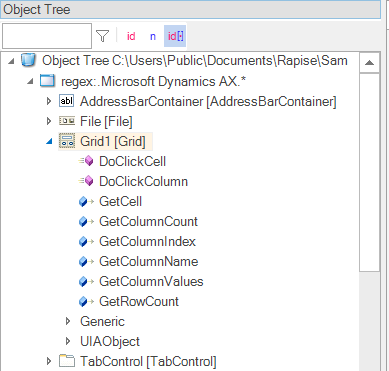 Object Tree
id n id[-]
Object Tree C:\Users\Public\Documents\Rapise\Sam
regex:.Microsoft Dynamics AX.*
abl AddressBarContainer [AddressBarContainer]
File [File]
Grid1 [Grid]
DoClickCell
DoClickColumn
GetCell
GetColumnCount
GetColumnIndex
GetColumnName
GetColumnValues
GetRowCount
Generic
UIAObject
TabControl [TabControl]